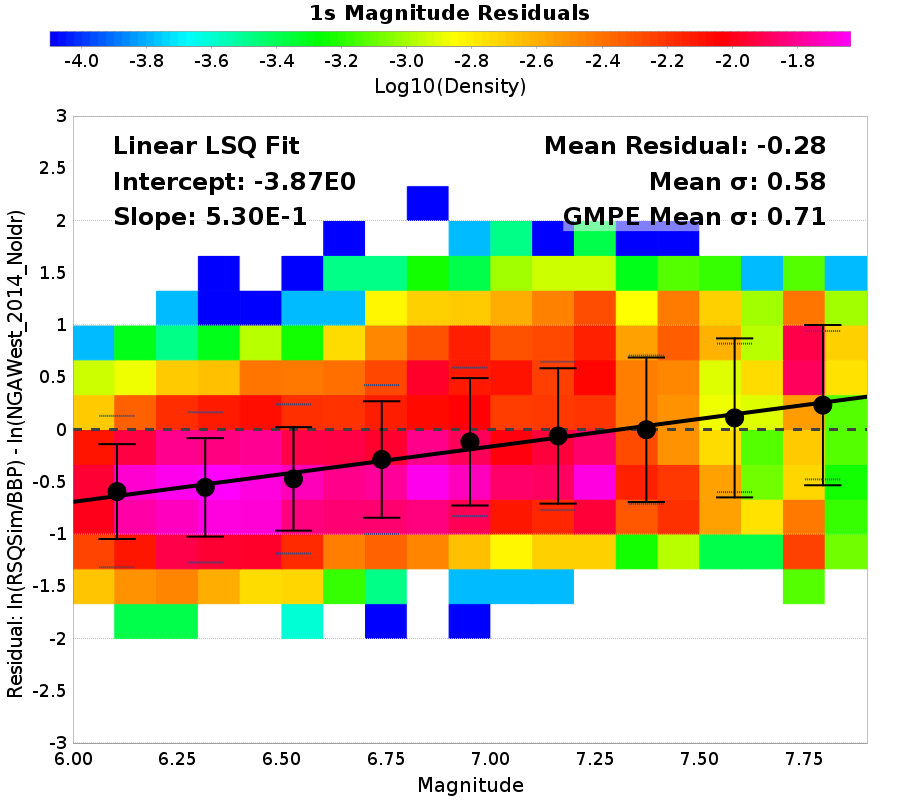 1s Magnitude Residuals
-4.0 -3.8 -3.6 -3.4 -3.2 -3.0 -2.8 -2.6 -2.4 -2.2 -2.0 -1.8
Log10(Density)
Linear LSQ Fit
Intercept: -3.87E0
Slope: 5.30E-1
Mean Residual: -0.28
Mean σ: 0.58
GMPE Mean σ: 0.71
Residual: ln(RSQSim/BBP) - ln(NGAWest_2014_NoIdr)
3
2.5
2
1.5
1
0.5
0
-0.5
-1
-1.5
-2
-2.5
-3
6.00 6.25 6.50 6.75 7.00 7.25 7.50 7.75
Magnitude